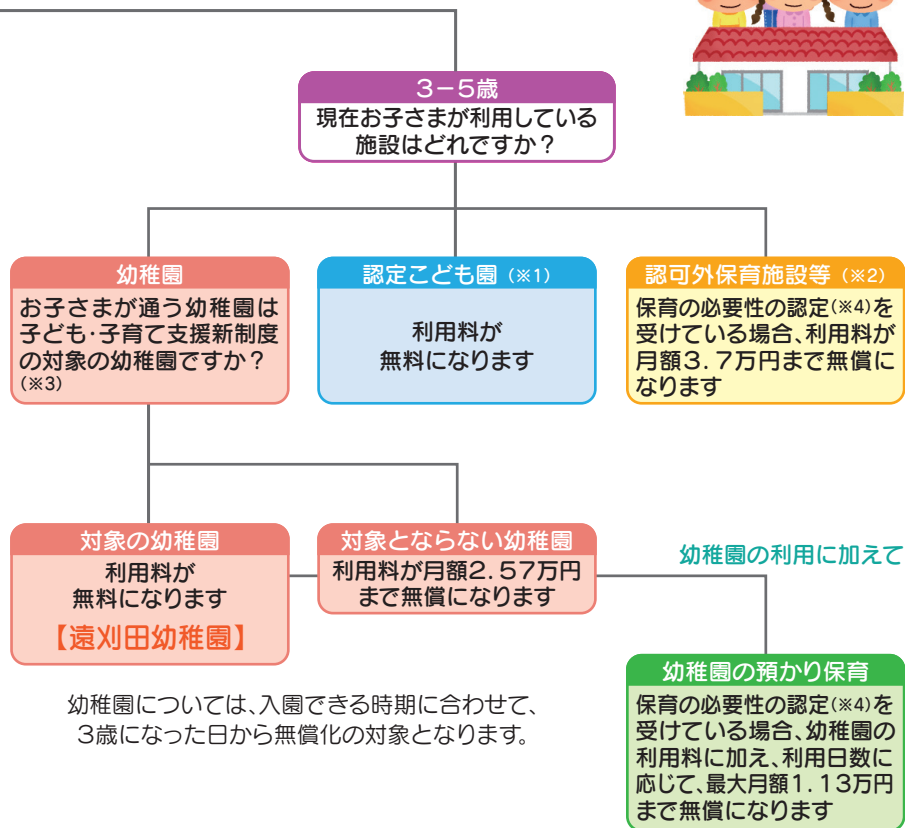 3－5歳
現在お子さまが利用している
施設はどれですか？
幼稚園
お子さまが通う幼稚園は
子ども・子育て支援新制度
の対象の幼稚園ですか？
(※3)
認定こども園 (※1)
利用料が
無料になります
認可外保育施設等 (※2)
保育の必要性の認定(※4)を
受けている場合、利用料が
月額3．7万円まで無償に
なります
対象の幼稚園
利用料が
無料になります
【遠刈田幼稚園】
対象とならない幼稚園
利用料が月額2．57万円
まで無償になります
幼稚園の利用に加えて
幼稚園の預かり保育
保育の必要性の認定(※4)を
受けている場合、幼稚園の
利用料に加え、利用日数に
応じて、最大月額1．13万円
まで無償になります
幼稚園については、入園できる時期に合わせて、
3歳になった日から無償化の対象となります。